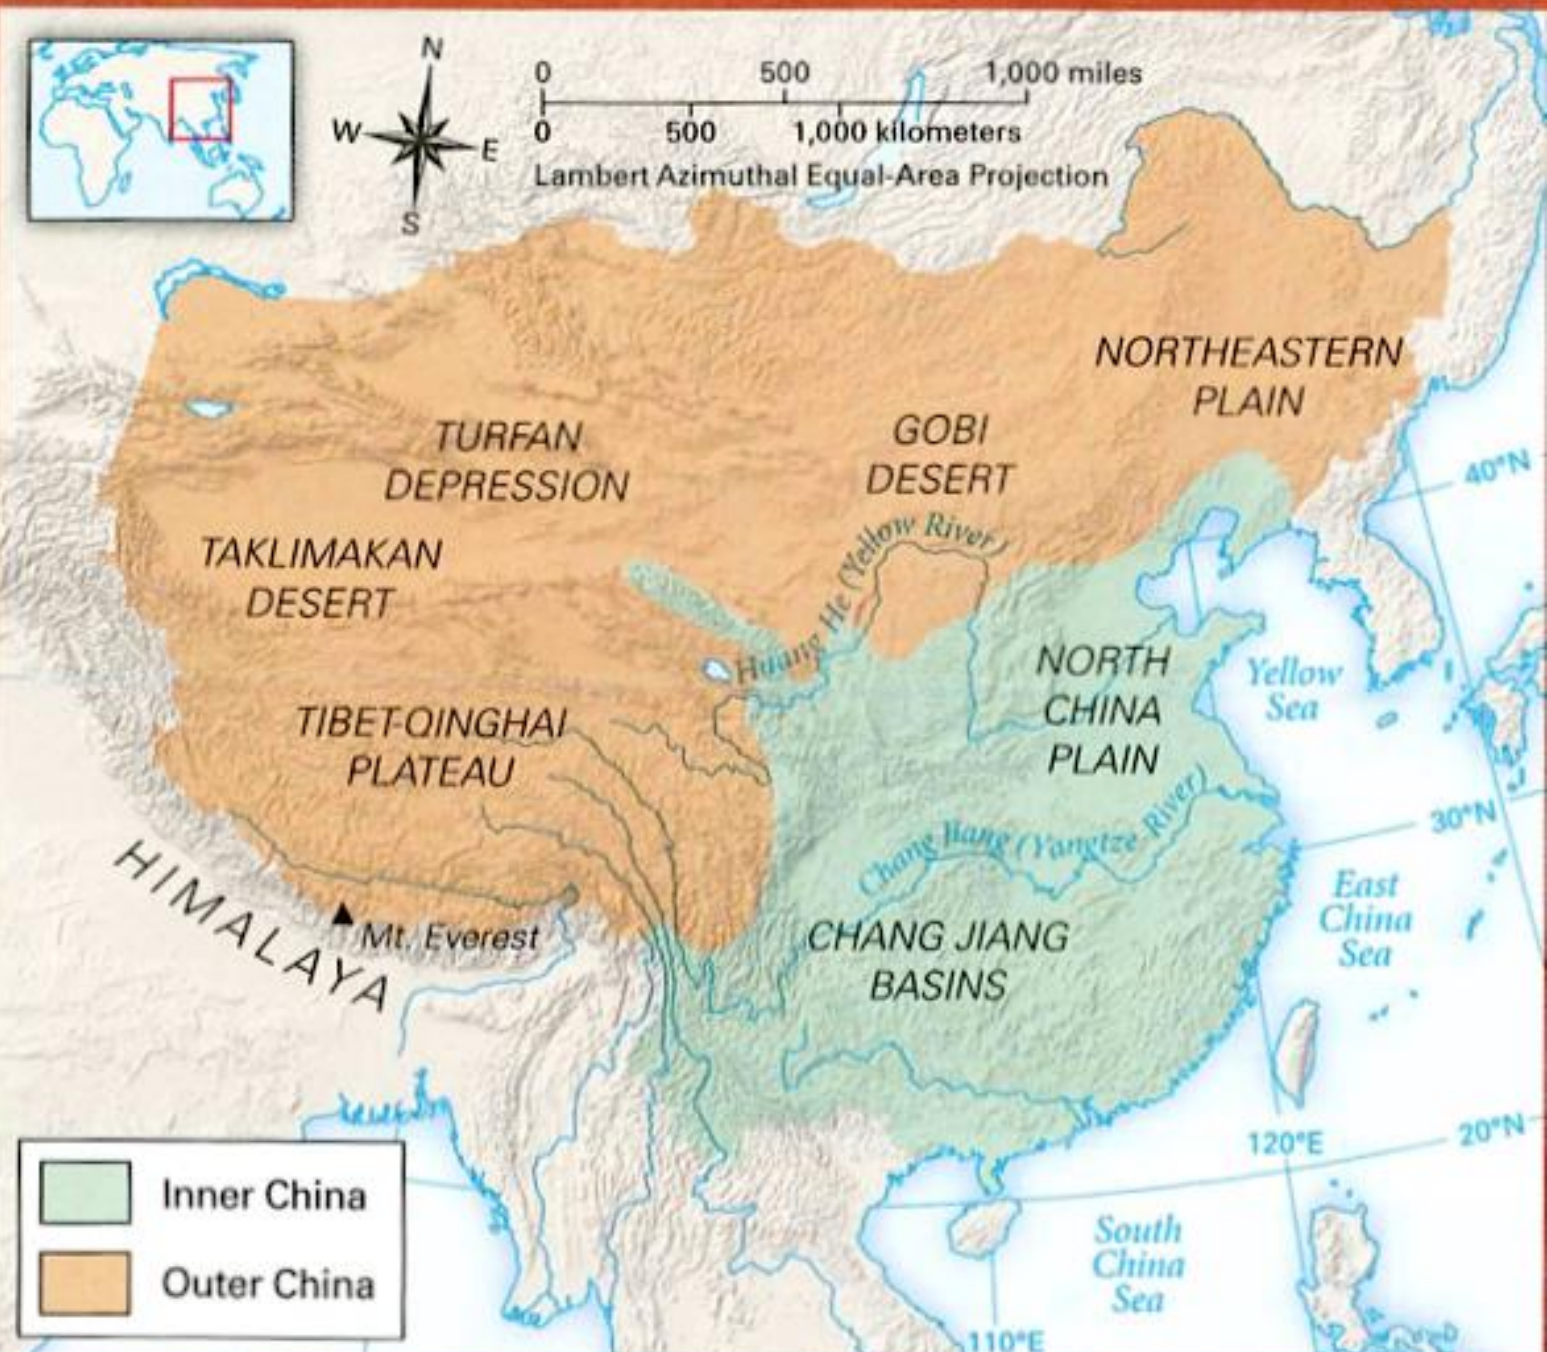 N
W
E
S
0 500 1,000 miles
0 500 1,000 kilometers
Lambert Azimuthal Equal-Area Projection
NORTHEASTERN
PLAIN
TURFAN
DEPRESSION
GOBI
DESERT
40°N
TAKLIMAKAN
DESERT
Huang He (Yellow River)
NORTH
CHINA
PLAIN
Yellow
Sea
TIBET-QINGHAI
PLATEAU
30°N
Chang Jiang (Yangtze River)
HIMALAYA
Mt. Everest
CHANG JIANG
BASINS
East
China
Sea
120°E
20°N
South
China
Sea
110°E
Inner China
Outer China